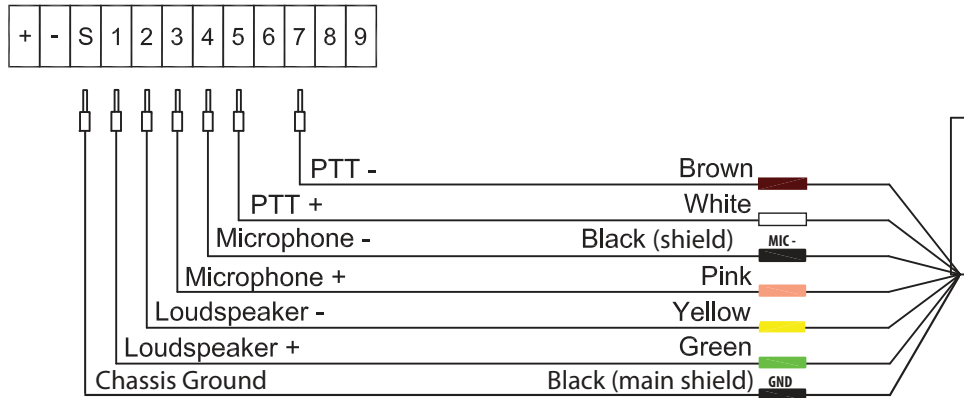 + - S 1 2 3 4 5 6 7 8 9
PTT - Brown
PTT + White
Microphone - Black (shield) MIC -
Microphone + Pink
Loudspeaker - Yellow
Loudspeaker + Green
Chassis Ground Black (main shield) GND